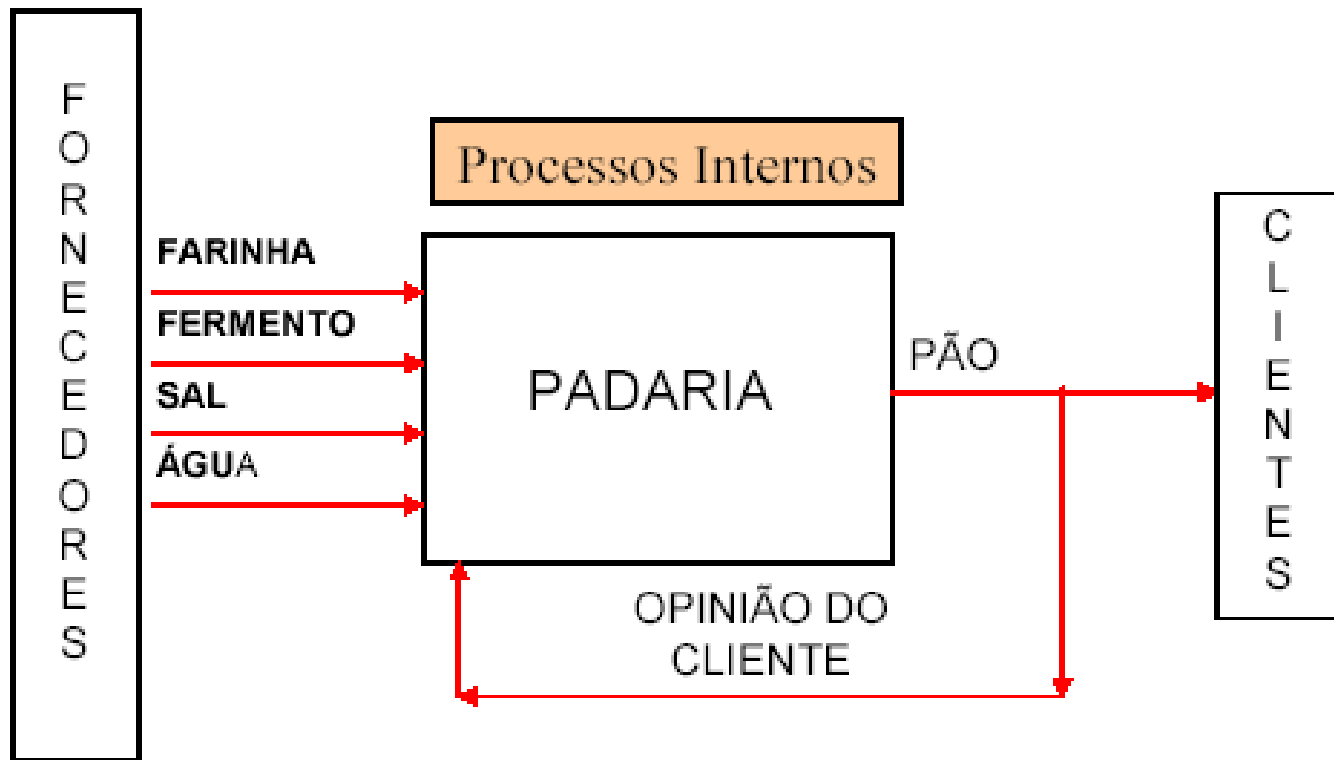 FORNECEDORES
Processos Internos
FARINHA
FERMENTO
SAL
ÁGUA
PADARIA
PÃO
OPINIÃO DO
CLIENTE
CLIENTES